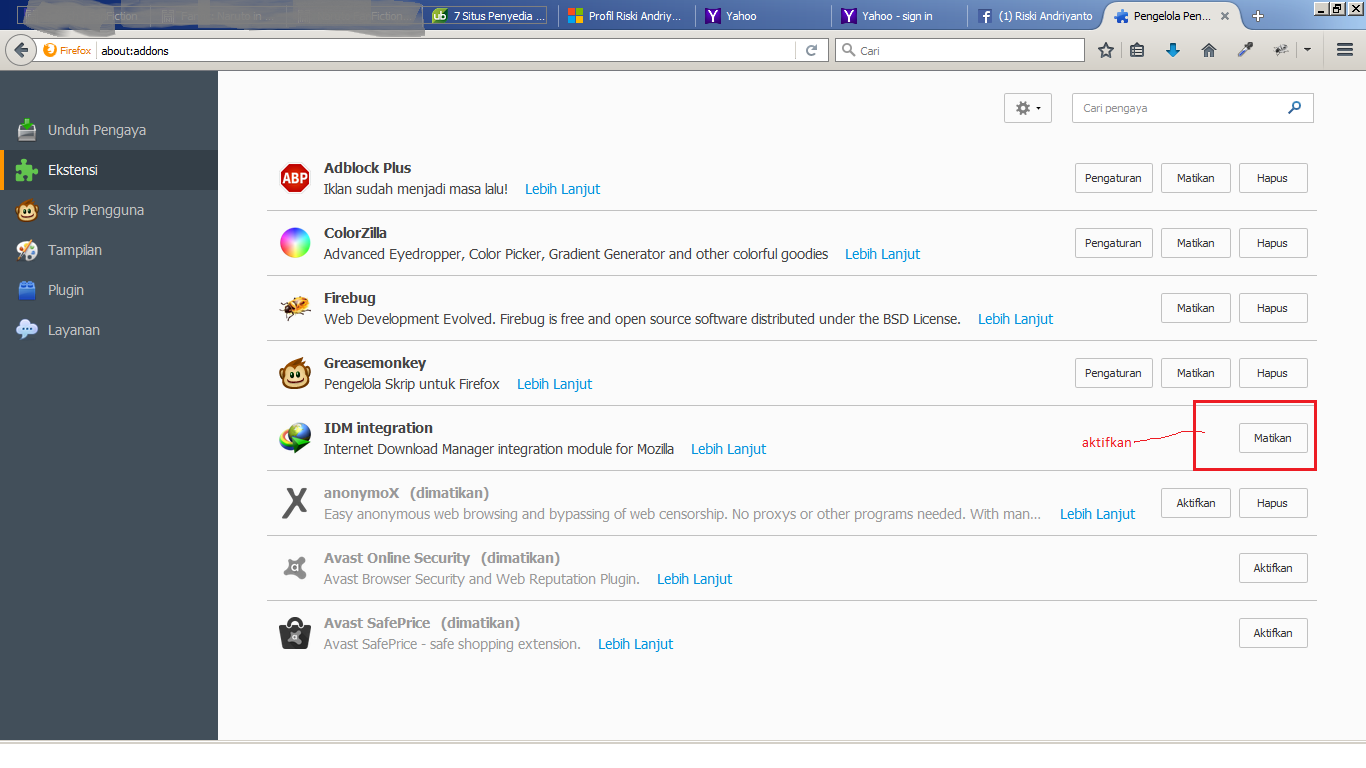 Fiction
Fiction
7 Situs Penyedia ...
Profil Riski Andriy...
Yahoo
Yahoo - sign in
(1) Riski Andriyanto
Pengelola Pen...
Firefox
about:addons
Cari
Cari pengaya
Unduh Pengaya
Ekstensi
Skrip Pengguna
Tampilan
Plugin
Layanan
ABP
Adblock Plus
Iklan sudah menjadi masa lalu! Lebih Lanjut
Pengaturan Matikan Hapus
ColorZilla
Advanced Eyedropper, Color Picker, Gradient Generator and other colorful goodies Lebih Lanjut
Pengaturan Matikan Hapus
Firebug
Web Development Evolved. Firebug is free and open source software distributed under the BSD License. Lebih Lanjut
Matikan Hapus
Greasemonkey
Pengelola Skrip untuk Firefox Lebih Lanjut
Pengaturan Matikan Hapus
IDM integration
Internet Download Manager integration module for Mozilla Lebih Lanjut
aktifkan
Matikan
anonymoX (dimatikan)
Easy anonymous web browsing and bypassing of web censorship. No proxys or other programs needed. With man... Lebih Lanjut
Aktifkan Hapus
Avast Online Security (dimatikan)
Avast Browser Security and Web Reputation Plugin. Lebih Lanjut
Aktifkan
Avast SafePrice (dimatikan)
Avast SafePrice - safe shopping extension. Lebih Lanjut
Aktifkan